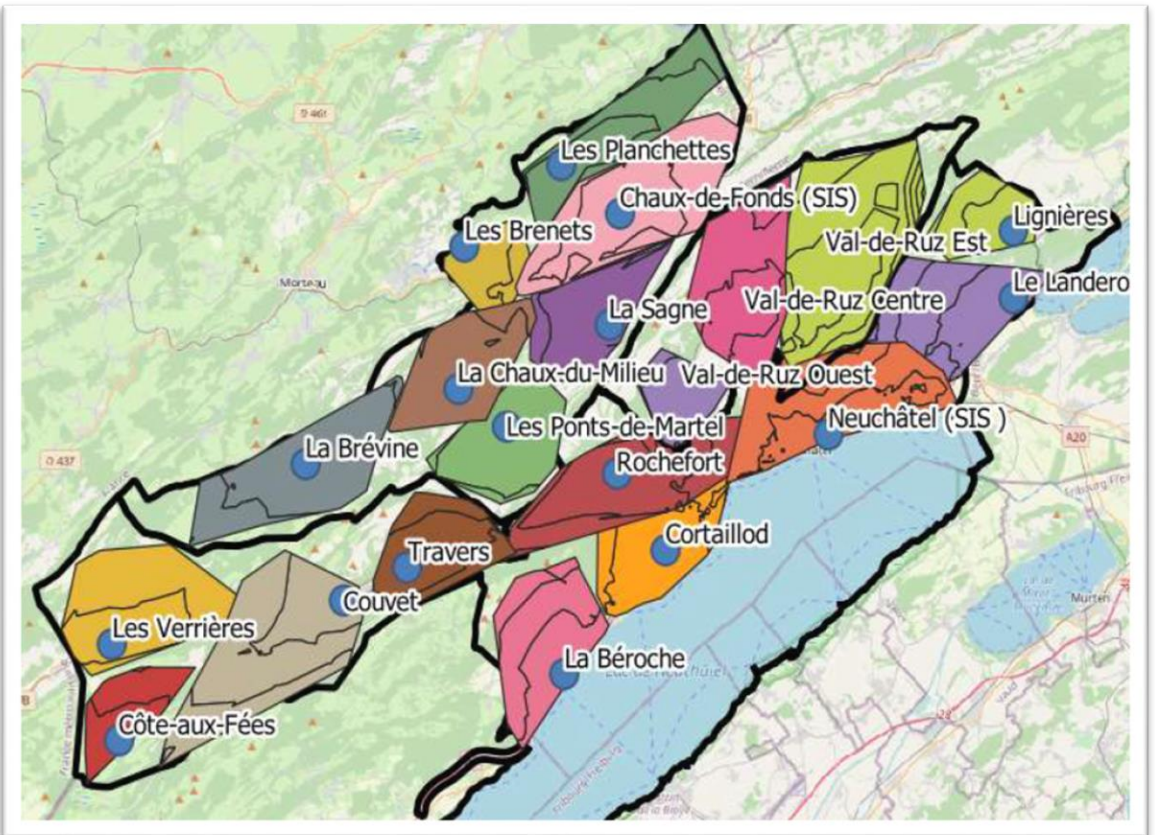 D 461
Les Planchettes
Chaux-de-Fonds (SIS)
Lignières
Les Brenets
Val-de-Ruz Est
Morteau
Le Landero
Val-de-Ruz Centre
La Sagne
La Chaux-du-Milieu
Val-de-Ruz Ouest
Neuchâtel (SIS )
Les Ponts-de-Martel
A20
La Brévine
Rochefort
D 437
Cortaillod
Travers
Couvet
Murten
Les Verrières
La Béroche
Côte-aux-Fées